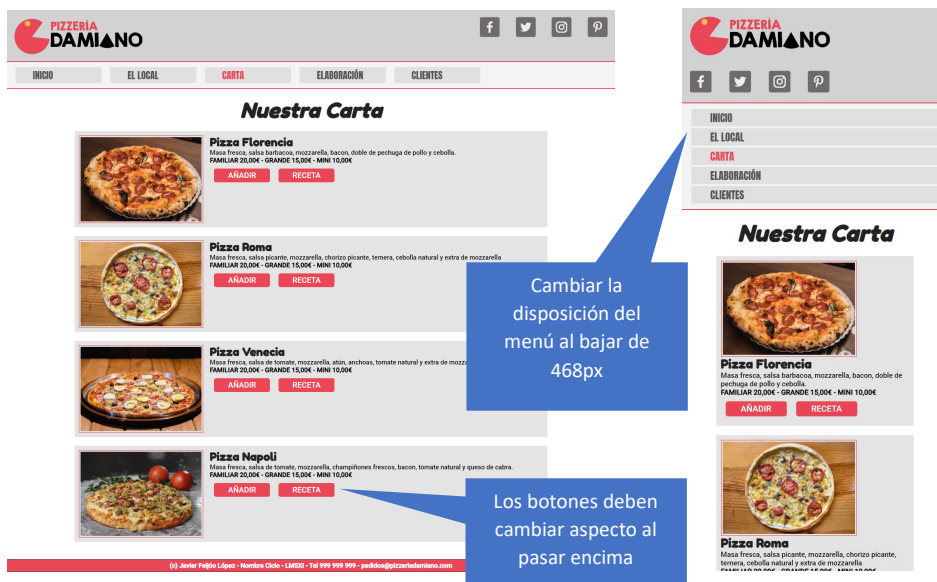 PIZZERÍA
DAMIANO
INICIO EL LOCAL CARTA ELABORACIÓN CLIENTES
Nuestra Carta
Pizza Florencia
Masa fresca, salsa barbacoa, mozzarella, bacon, doble de pechuga de pollo y cebolla.
FAMILIAR 20,00€ - GRANDE 15,00€ - MINI 10,00€
AÑADIR RECETA
Pizza Roma
Masa fresca, salsa picante, mozzarella, chorizo picante, ternera, cebolla natural y extra de mozzarella
FAMILIAR 20,00€ - GRANDE 15,00€ - MINI 10,00€
AÑADIR RECETA
Pizza Venecia
Masa fresca, salsa de tomate, mozzarella, atún, anchoas, tomate natural y extra de mozz
FAMILIAR 20,00€ - GRANDE 15,00€ - MINI 10,00€
AÑADIR RECETA
Pizza Napoli
Masa fresca, salsa de tomate, mozzarella, champiñones frescos, bacon, tomate natural y queso de cabra.
FAMILIAR 20,00€ - GRANDE 15,00€ - MINI 10,00€
AÑADIR RECETA
(c) Javier Feijóo López - Nombre Ciclo - LMSXI - Tel 999 999 999 - pedidos@pizzeriadamiano.com
Cambiar la
disposición del
menú al bajar de
468px
Los botones deben
cambiar aspecto al
pasar encima
PIZZERÍA
DAMIANO
INICIO
EL LOCAL
CARTA
ELABORACIÓN
CLIENTES
Nuestra Carta
Pizza Florencia
Masa fresca, salsa barbacoa, mozzarella, bacon, doble de
pechuga de pollo y cebolla.
FAMILIAR 20,00€ - GRANDE 15,00€ - MINI 10,00€
AÑADIR RECETA
Pizza Roma
Masa fresca, salsa picante, mozzarella, chorizo picante,
ternera, cebolla natural y extra de mozzarella
FAMILIAR 20,00€ - GRANDE 15,00€ - MINI 10,00€